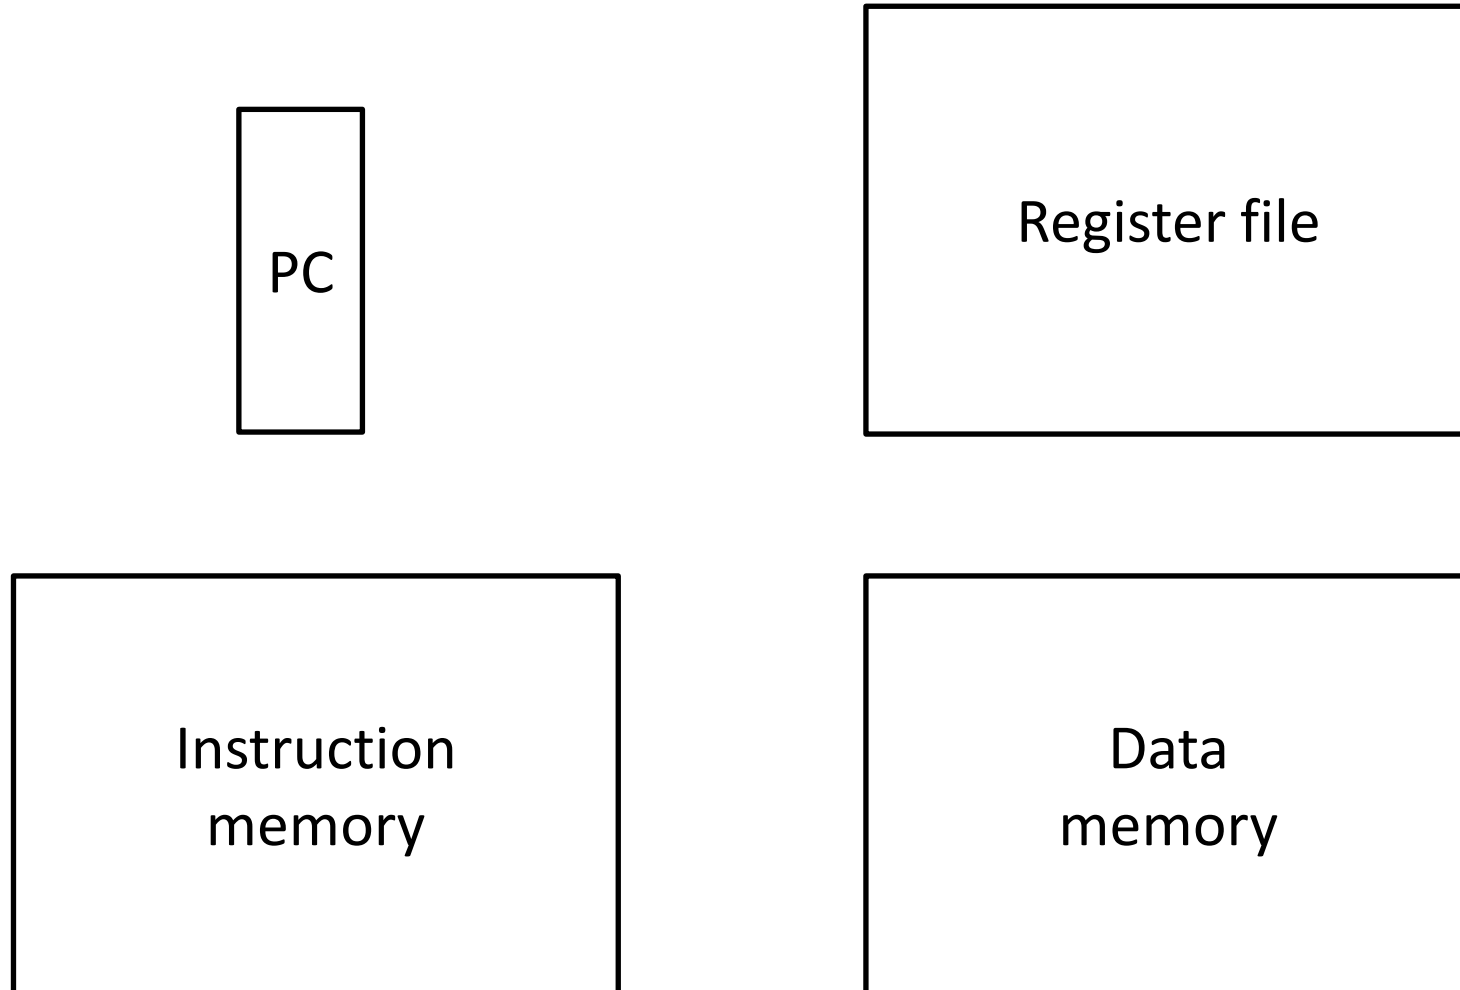 PC
Register file
Instruction
memory
Data
memory